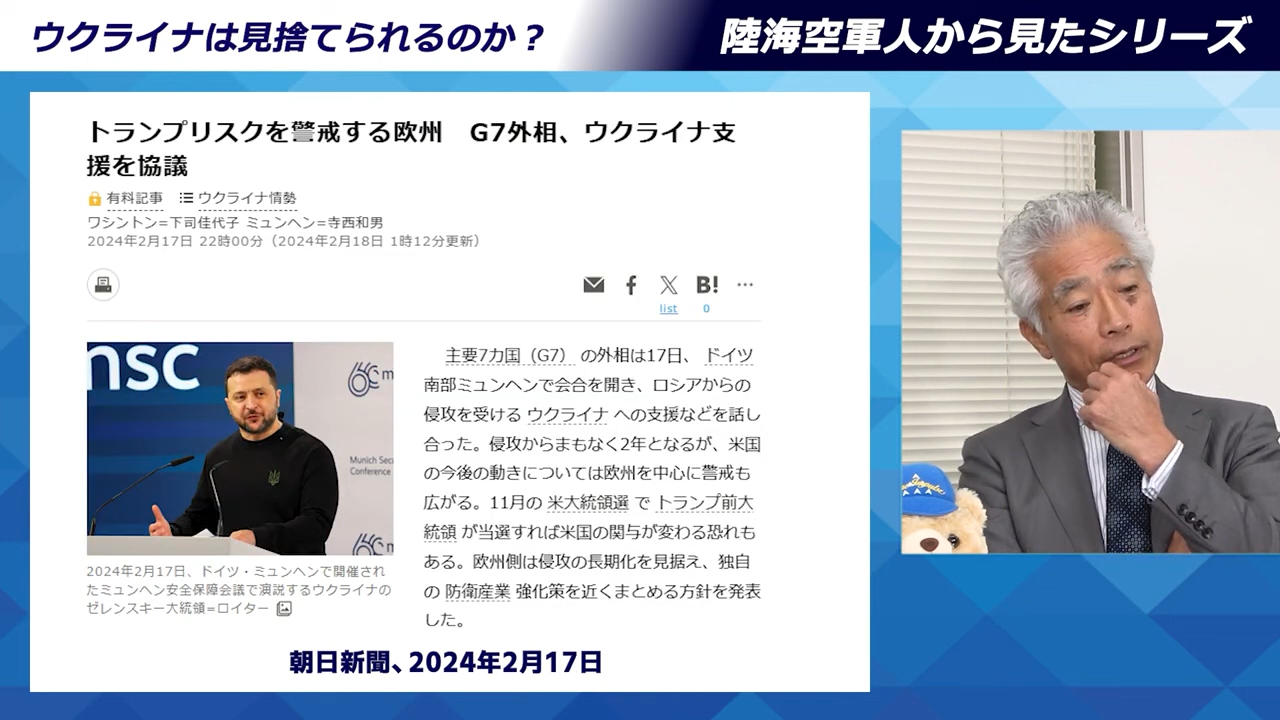 ウクライナは見捨てられるのか？
陸海空軍人から見たシリーズ
トランプリスクを警戒する欧州　G7外相、ウクライナ支
援を協議
有料記事 ウクライナ情勢
ワシントン=下司佳代子 ミュンヘン=寺西和男
2024年2月17日 22時00分（2024年2月18日 1時12分更新）
B!
list 0
msc
60 m
Munich Secu
Conference
2024年2月17日、ドイツ・ミュンヘンで開催され
たミュンヘン安全保障会議で演説するウクライナの
ゼレンスキー大統領=ロイター
主要7カ国（G7）の外相は17日、ドイツ
南部ミュンヘンで会合を開き、ロシアからの
侵攻を受けるウクライナへの支援などを話し
合った。侵攻からまもなく2年となるが、米国
の今後の動きについては欧州を中心に警戒も
広がる。11月の米大統領選でトランプ前大
統領が当選すれば米国の関与が変わる恐れも
ある。欧州側は侵攻の長期化を見据え、独自
の防衛産業強化策を近くまとめる方針を発表
した。
朝日新聞、2024年2月17日